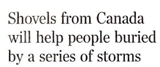 Shovels from Canada
will help people buried
by a series of storms